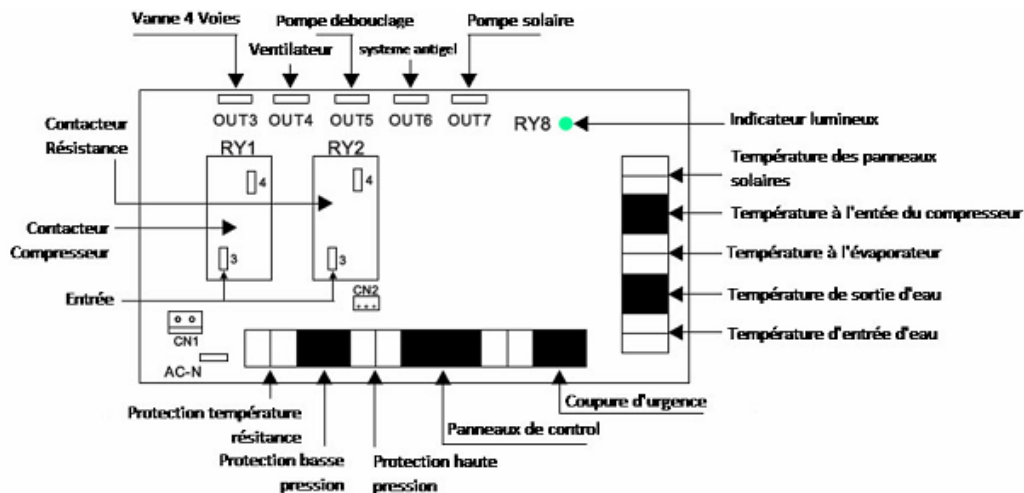 Vanne 4 Voies
Pompe debouclage
Pompe solaire
Ventilateur
systeme antigel
OUT3
OUT4
OUT5
OUT6
OUT7
RY8
Indicateur lumineux
Contacteur
Résistance
RY1
RY2
4
4
Température des panneaux
solaires
Température à l'entée du compresseur
Contacteur
Compresseur
3
3
Température à l'évaporateur
Entrée
CN2
Température de sortie d'eau
CN1
Température d'entrée d'eau
AC-N
Coupure d'urgence
Protection température
résitance
Panneaux de control
Protection basse
pression
Protection haute
pression